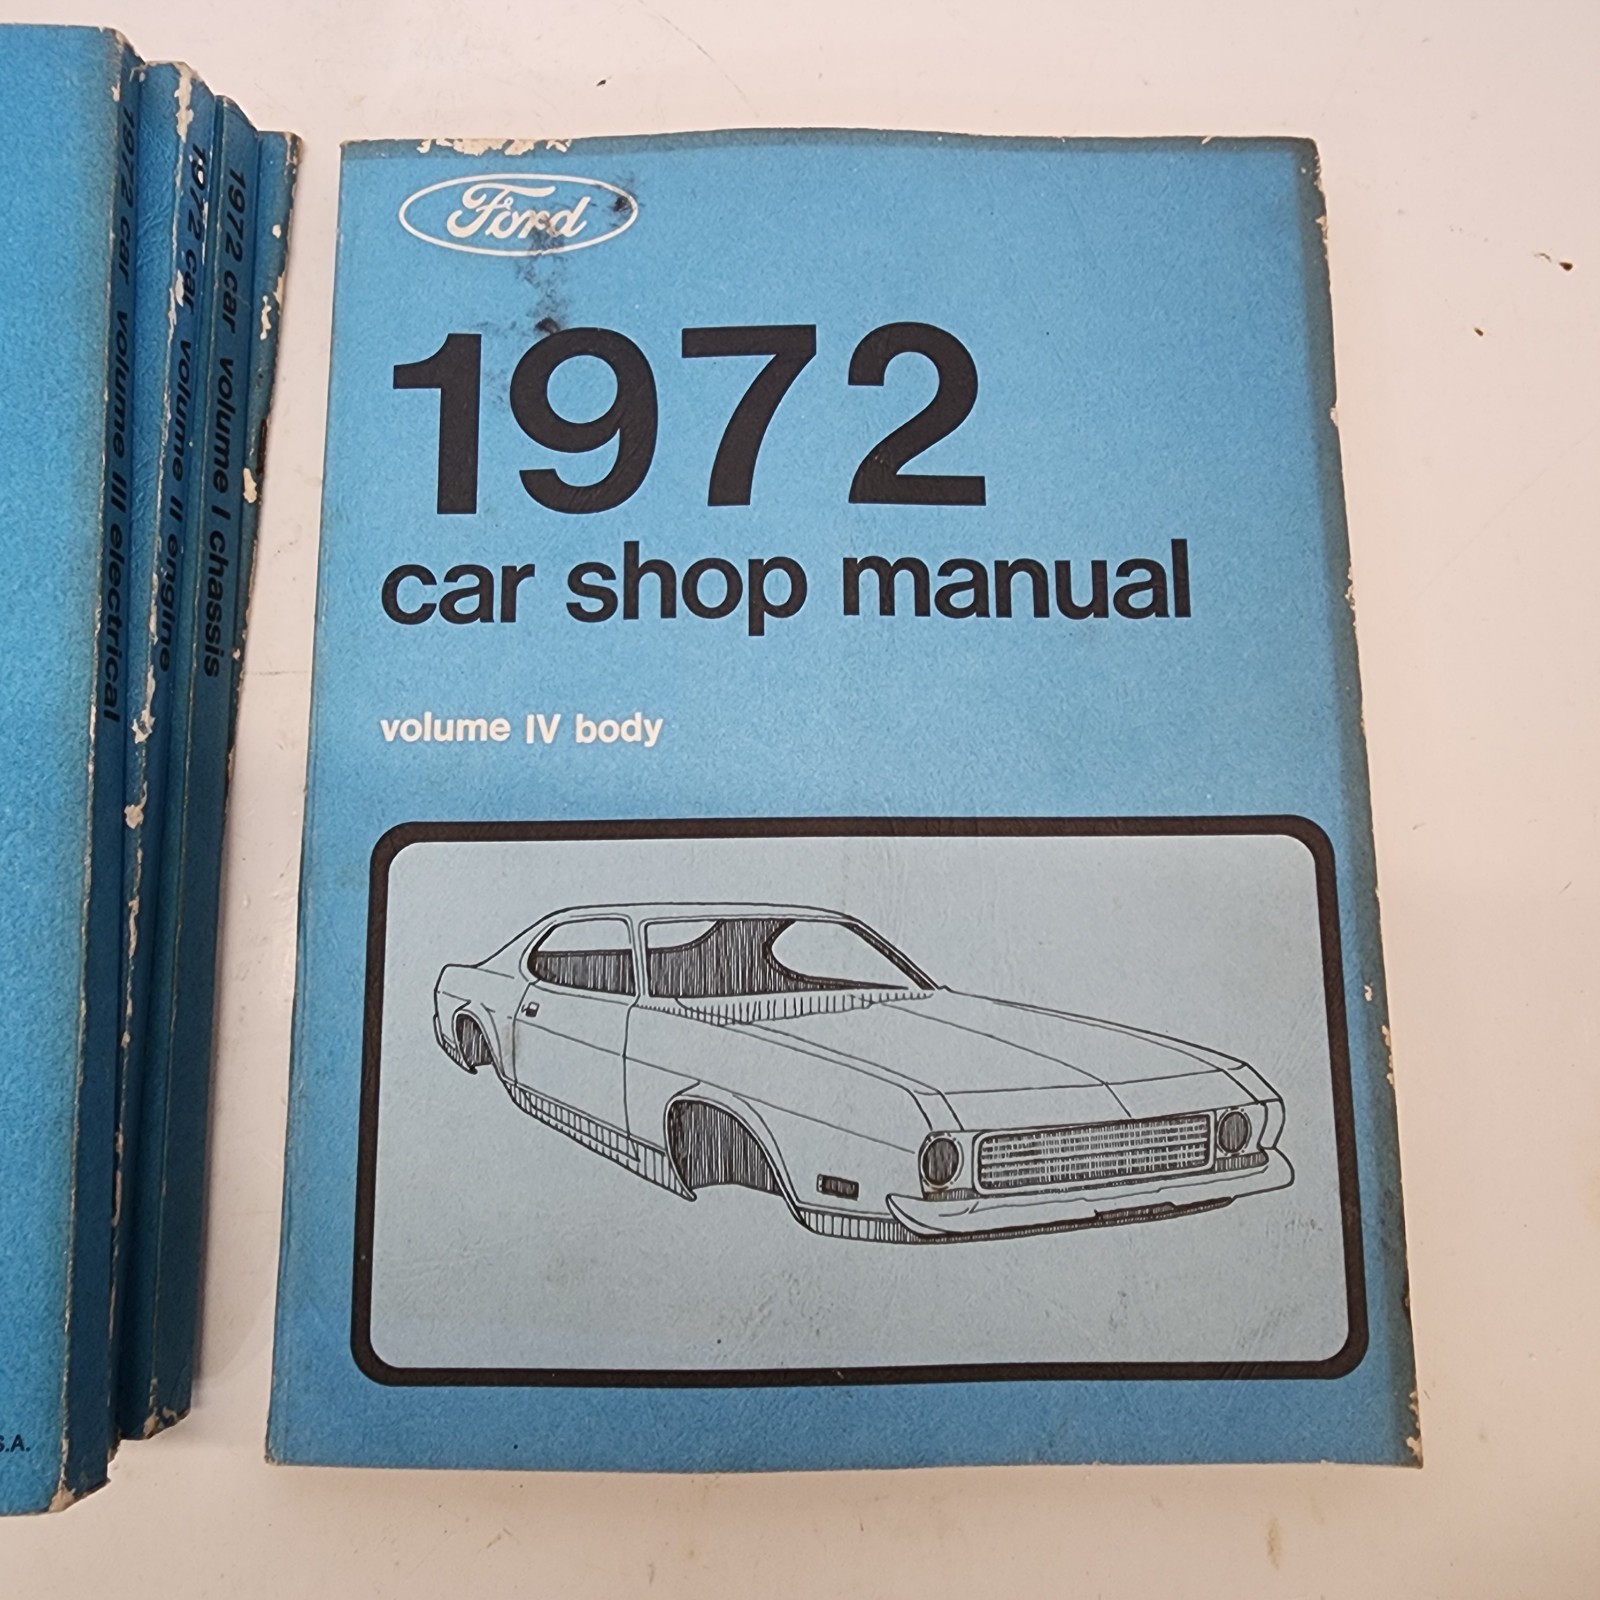 1972 car volume III electrical
1972 car volume II engine
1972 car volume I chassis
S.A.
Ford
1972
car shop manual
volume IV body